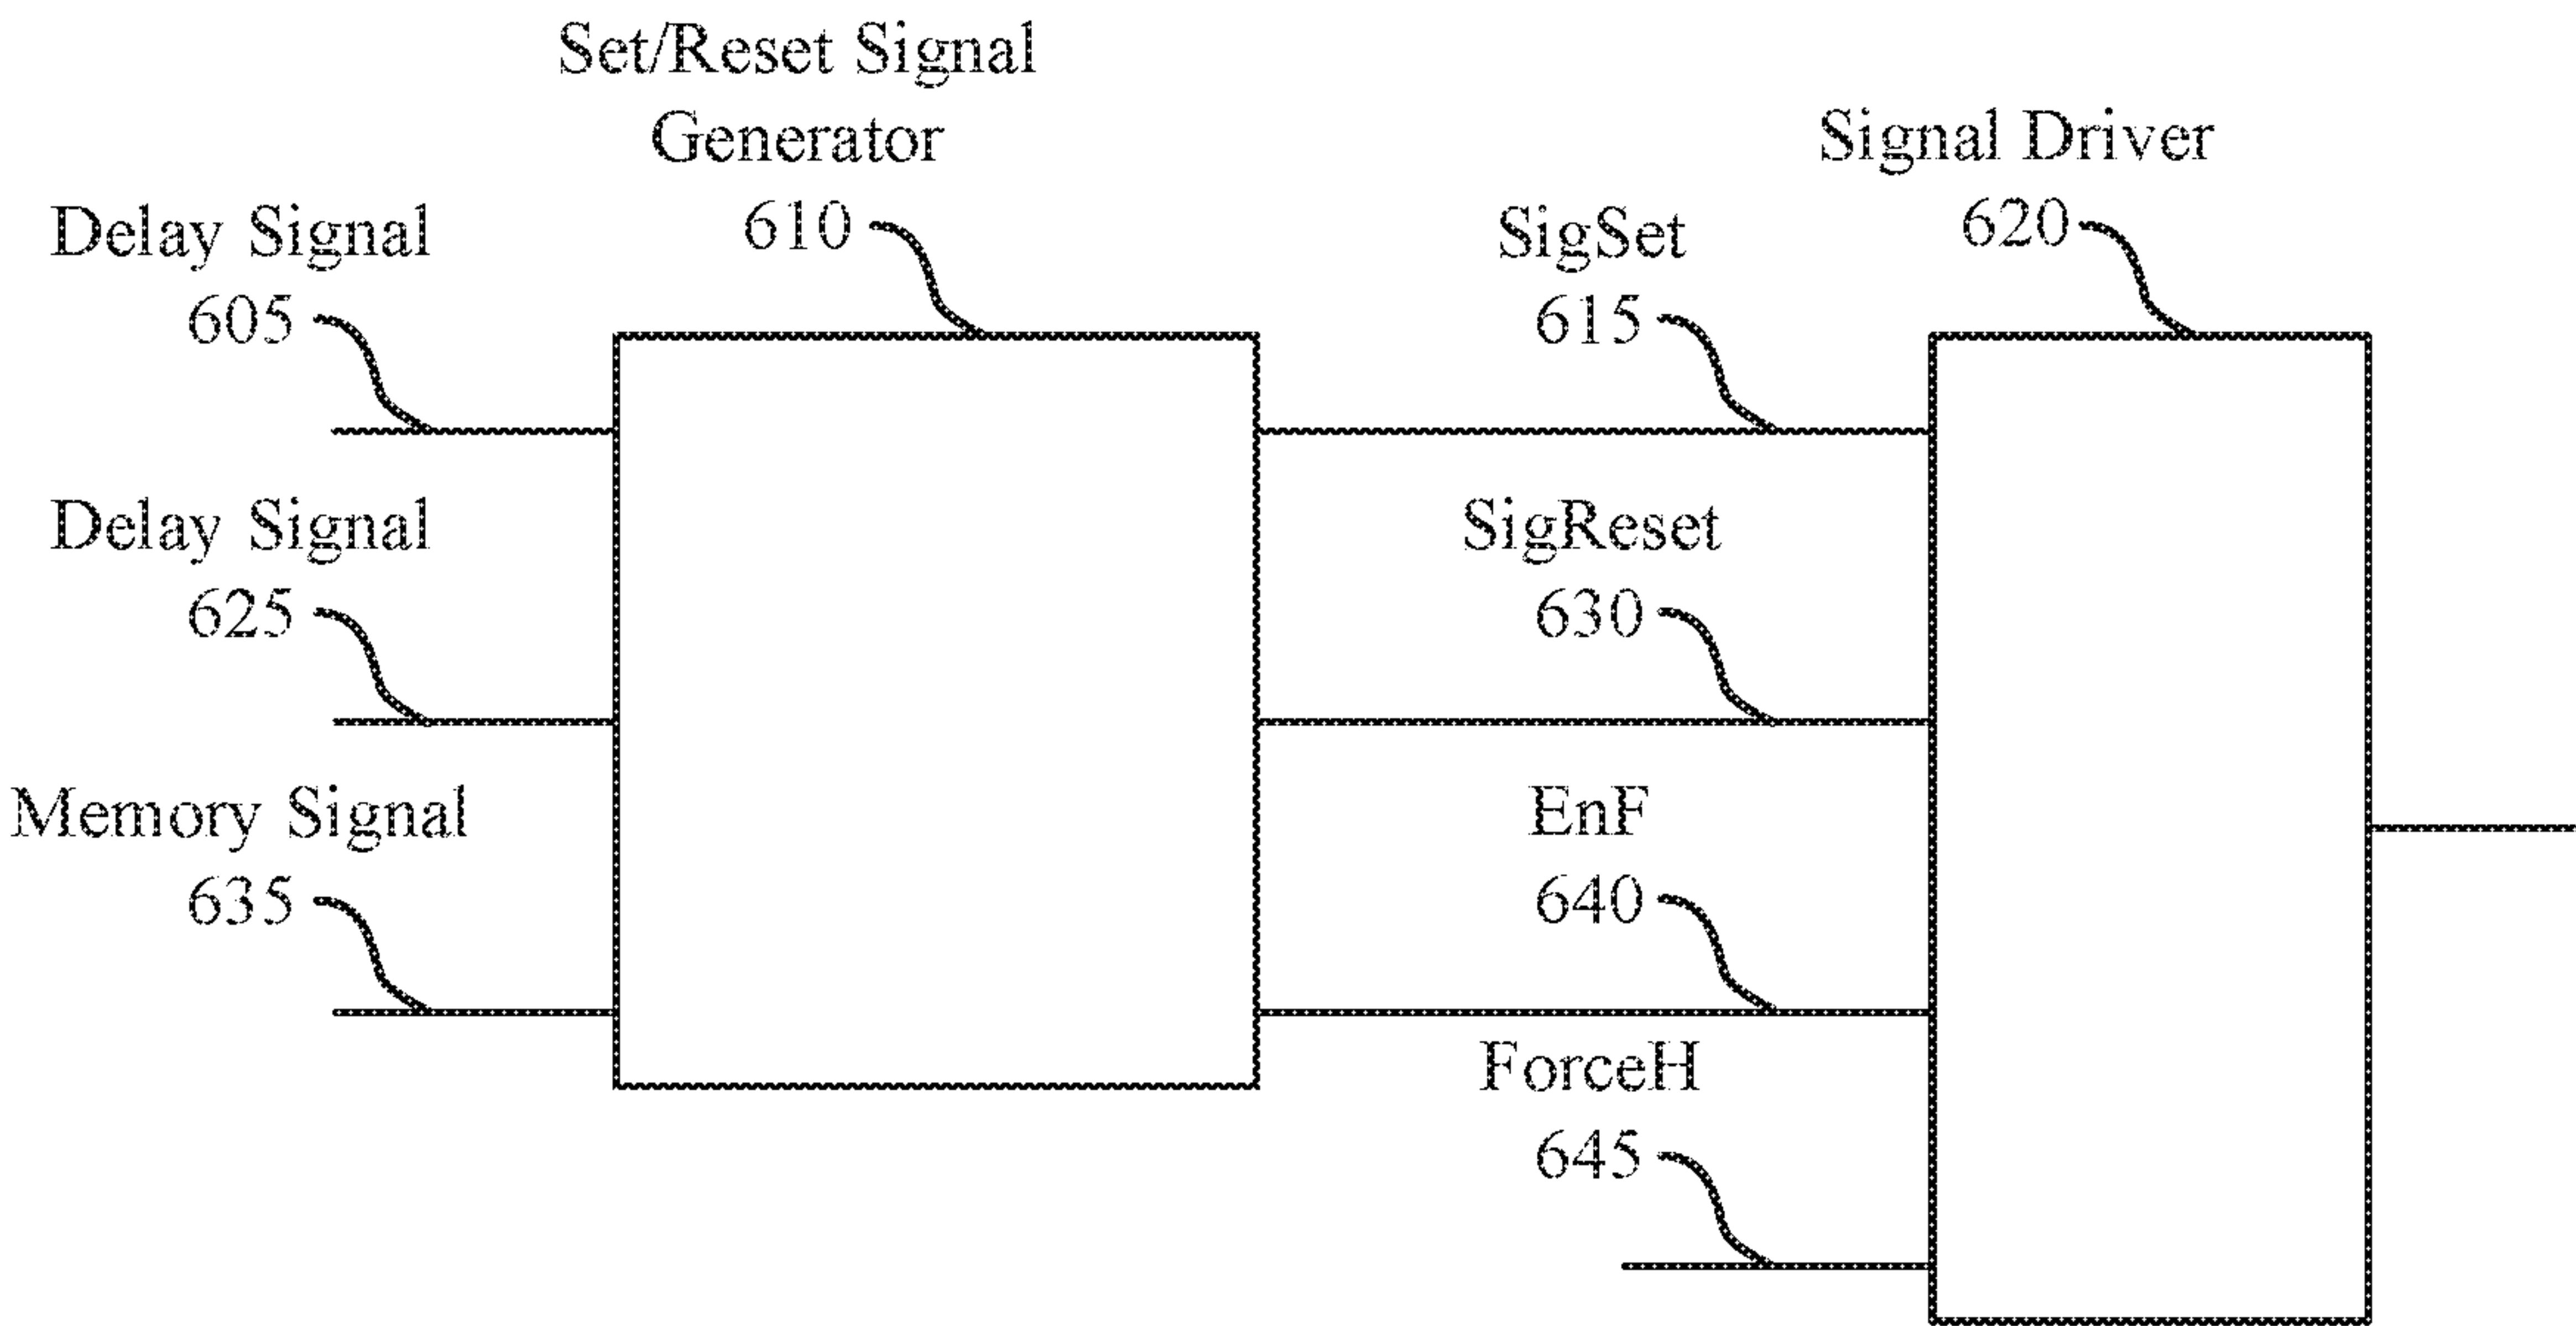 Set/Reset Signal
Generator
610
Signal Driver
620
Delay Signal
605
SigSet
615
Delay Signal
625
SigReset
630
Memory Signal
635
EnF
640
ForceH
645